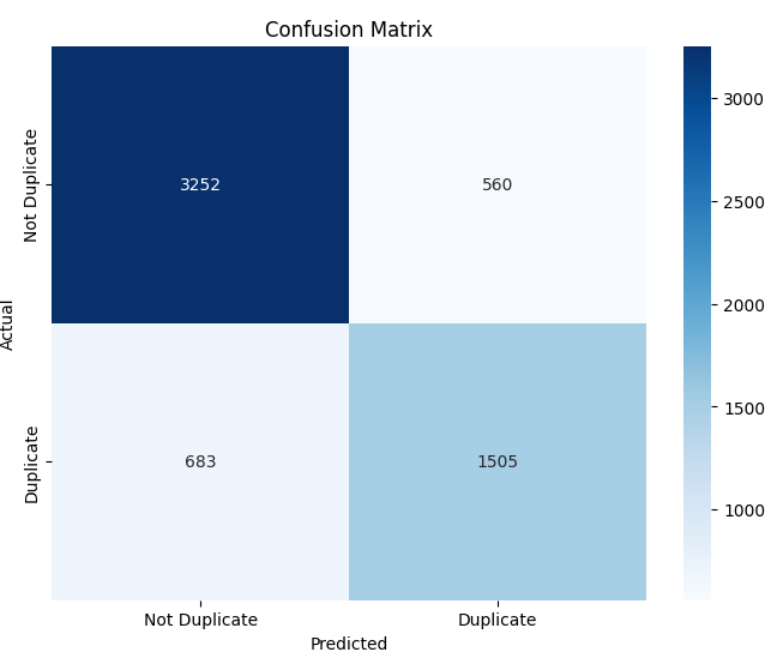 Confusion Matrix
Not Duplicate
Duplicate
Actual
3252
560
683
1505
Not Duplicate
Duplicate
Predicted
3000
2500
2000
1500
1000